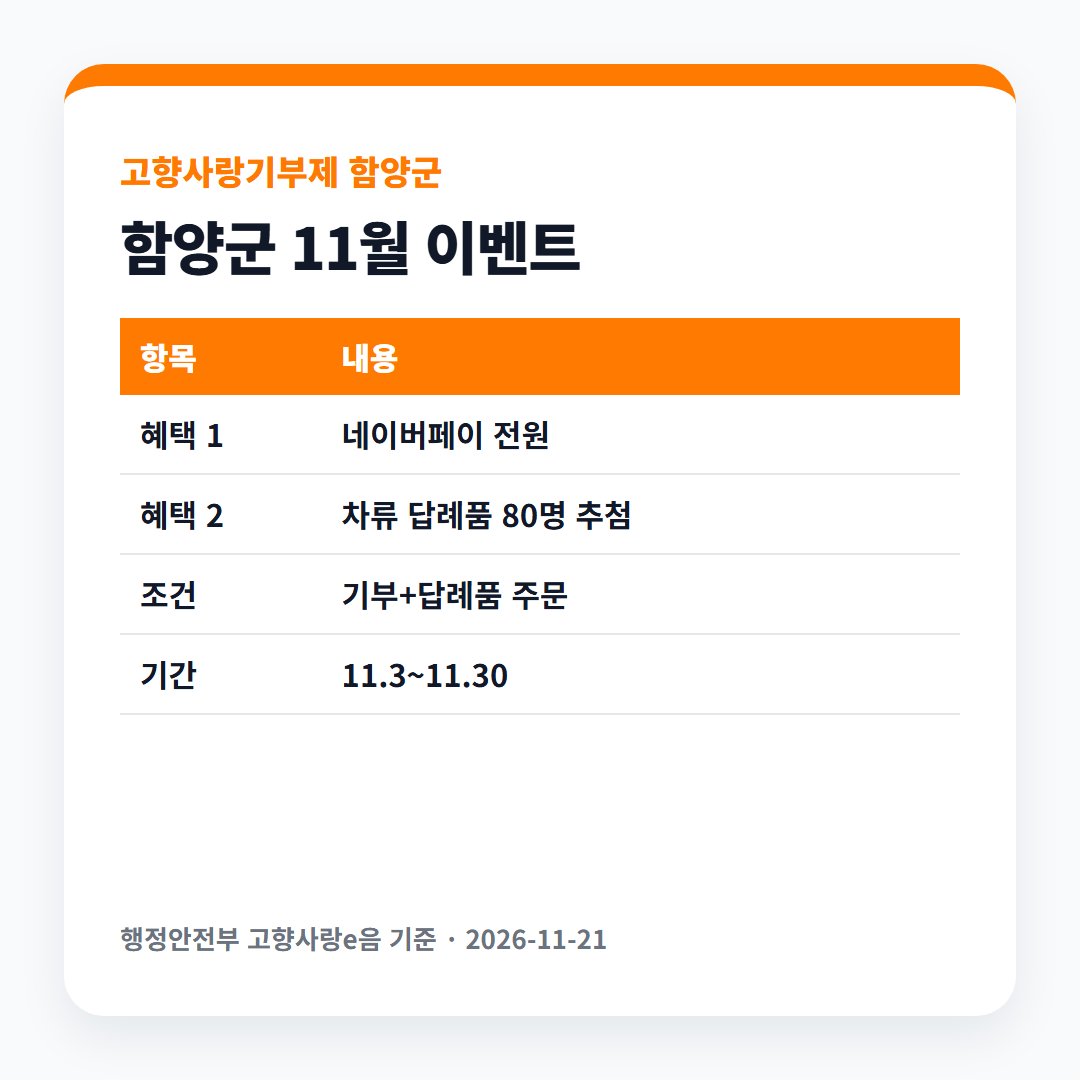 고향사랑기부제 함양군
함양군 11월 이벤트
항목 내용
혜택 1 네이버페이 전원
혜택 2 차류 답례품 80명 추첨
조건 기부+답례품 주문
기간 11.3~11.30
행정안전부 고향사랑e음 기준 · 2026-11-21